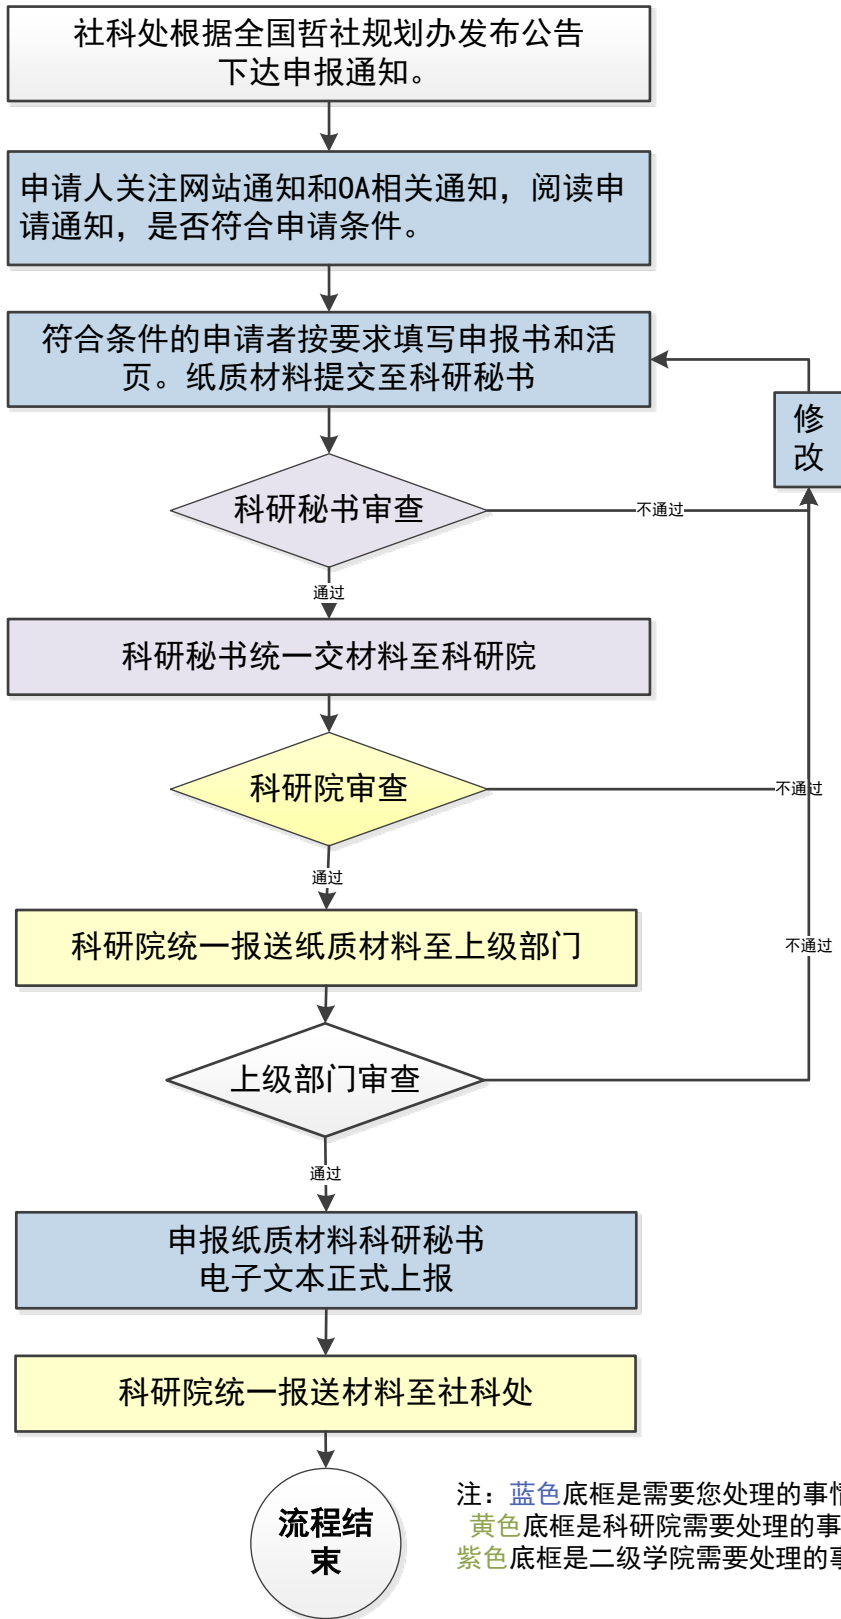 社科处根据全国哲社规划办发布公告
下达申报通知。
申请人关注网站通知和OA相关通知，阅读申
请通知，是否符合申请条件。
符合条件的申请者按要求填写申报书和活
页。纸质材料提交至科研秘书
修
改
科研秘书审查
不通过
通过
科研秘书统一交材料至科研院
科研院审查
不通过
通过
科研院统一报送纸质材料至上级部门
不通过
上级部门审查
通过
申报纸质材料科研秘书
电子文本正式上报
科研院统一报送材料至社科处
流程结
束
注：蓝色底框是需要您处理的事情
黄色底框是科研院需要处理的事
紫色底框是二级学院需要处理的事